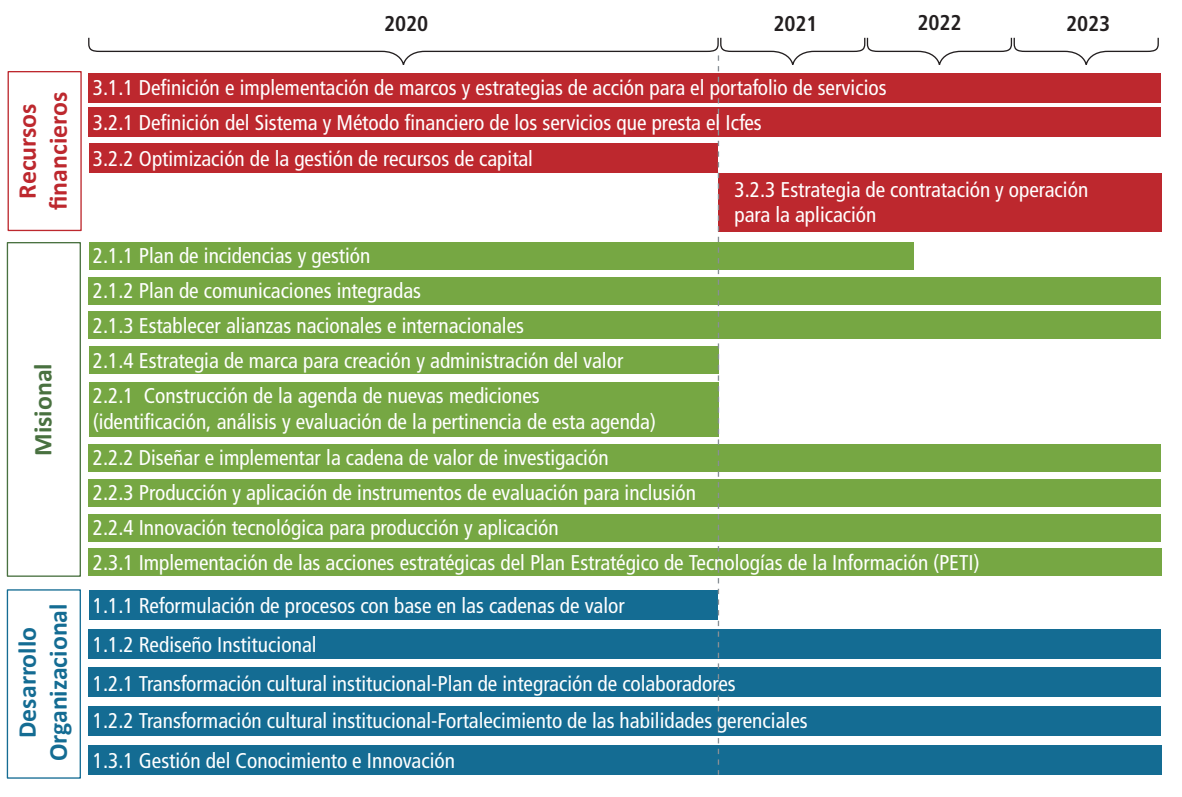 2020 2021 2022 2023
Recursos
financieros
3.1.1 Definición e implementación de marcos y estrategias de acción para el portafolio de servicios
3.2.1 Definición del Sistema y Método financiero de los servicios que presta el Icfes
3.2.2 Optimización de la gestión de recursos de capital
3.2.3 Estrategia de contratación y operación
para la aplicación
Misional
2.1.1 Plan de incidencias y gestión
2.1.2 Plan de comunicaciones integradas
2.1.3 Establecer alianzas nacionales e internacionales
2.1.4 Estrategia de marca para creación y administración del valor
2.2.1 Construcción de la agenda de nuevas mediciones
(identificación, análisis y evaluación de la pertinencia de esta agenda)
2.2.2 Diseñar e implementar la cadena de valor de investigación
2.2.3 Producción y aplicación de instrumentos de evaluación para inclusión
2.2.4 Innovación tecnológica para producción y aplicación
2.3.1 Implementación de las acciones estratégicas del Plan Estratégico de Tecnologías de la Información (PETI)
Desarrollo
Organizacional
1.1.1 Reformulación de procesos con base en las cadenas de valor
1.1.2 Rediseño Institucional
1.2.1 Transformación cultural institucional-Plan de integración de colaboradores
1.2.2 Transformación cultural institucional-Fortalecimiento de las habilidades gerenciales
1.3.1 Gestión del Conocimiento e Innovación